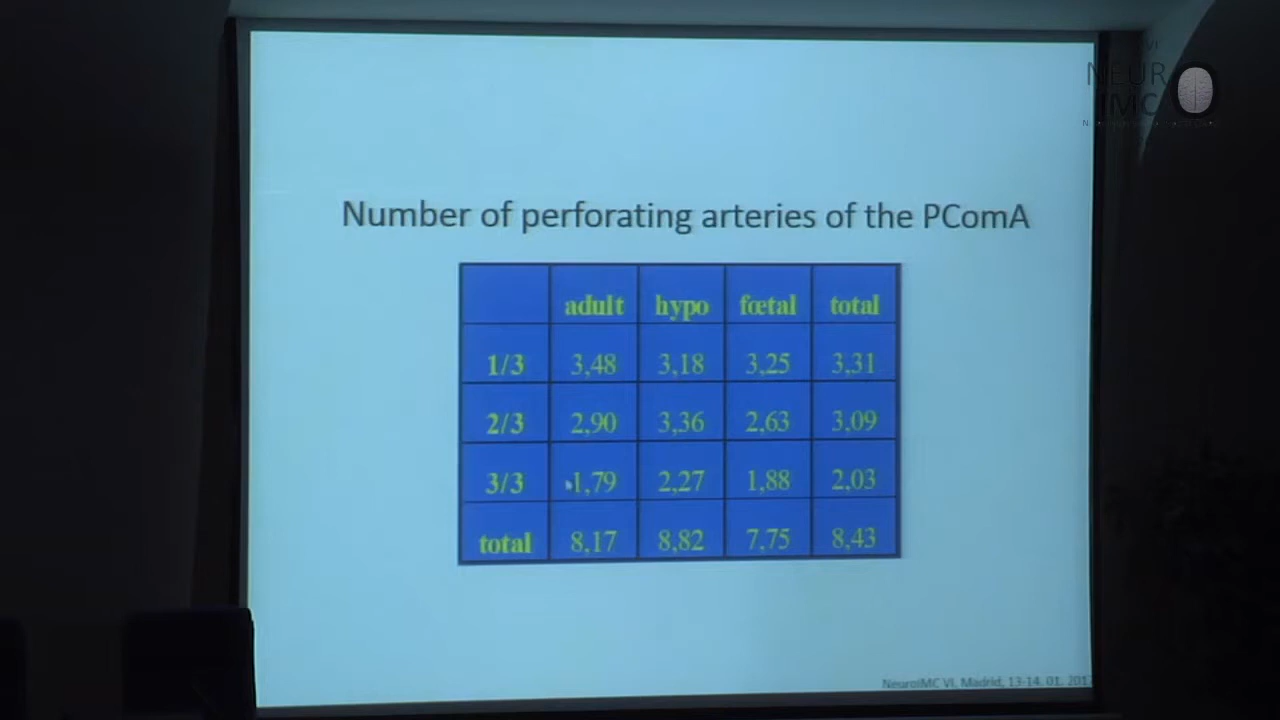 NEUR
IMC
Number of perforating arteries of the PComA
adult hypo fœtal total
1/3 3,48 3,18 3,25 3,31
2/3 2,90 3,36 2,63 3,09
3/3 1,79 2,27 1,88 2,03
total 8,17 8,82 7,75 8,43
NeuroIMC VI, Madrid, 13-14. 01. 2017